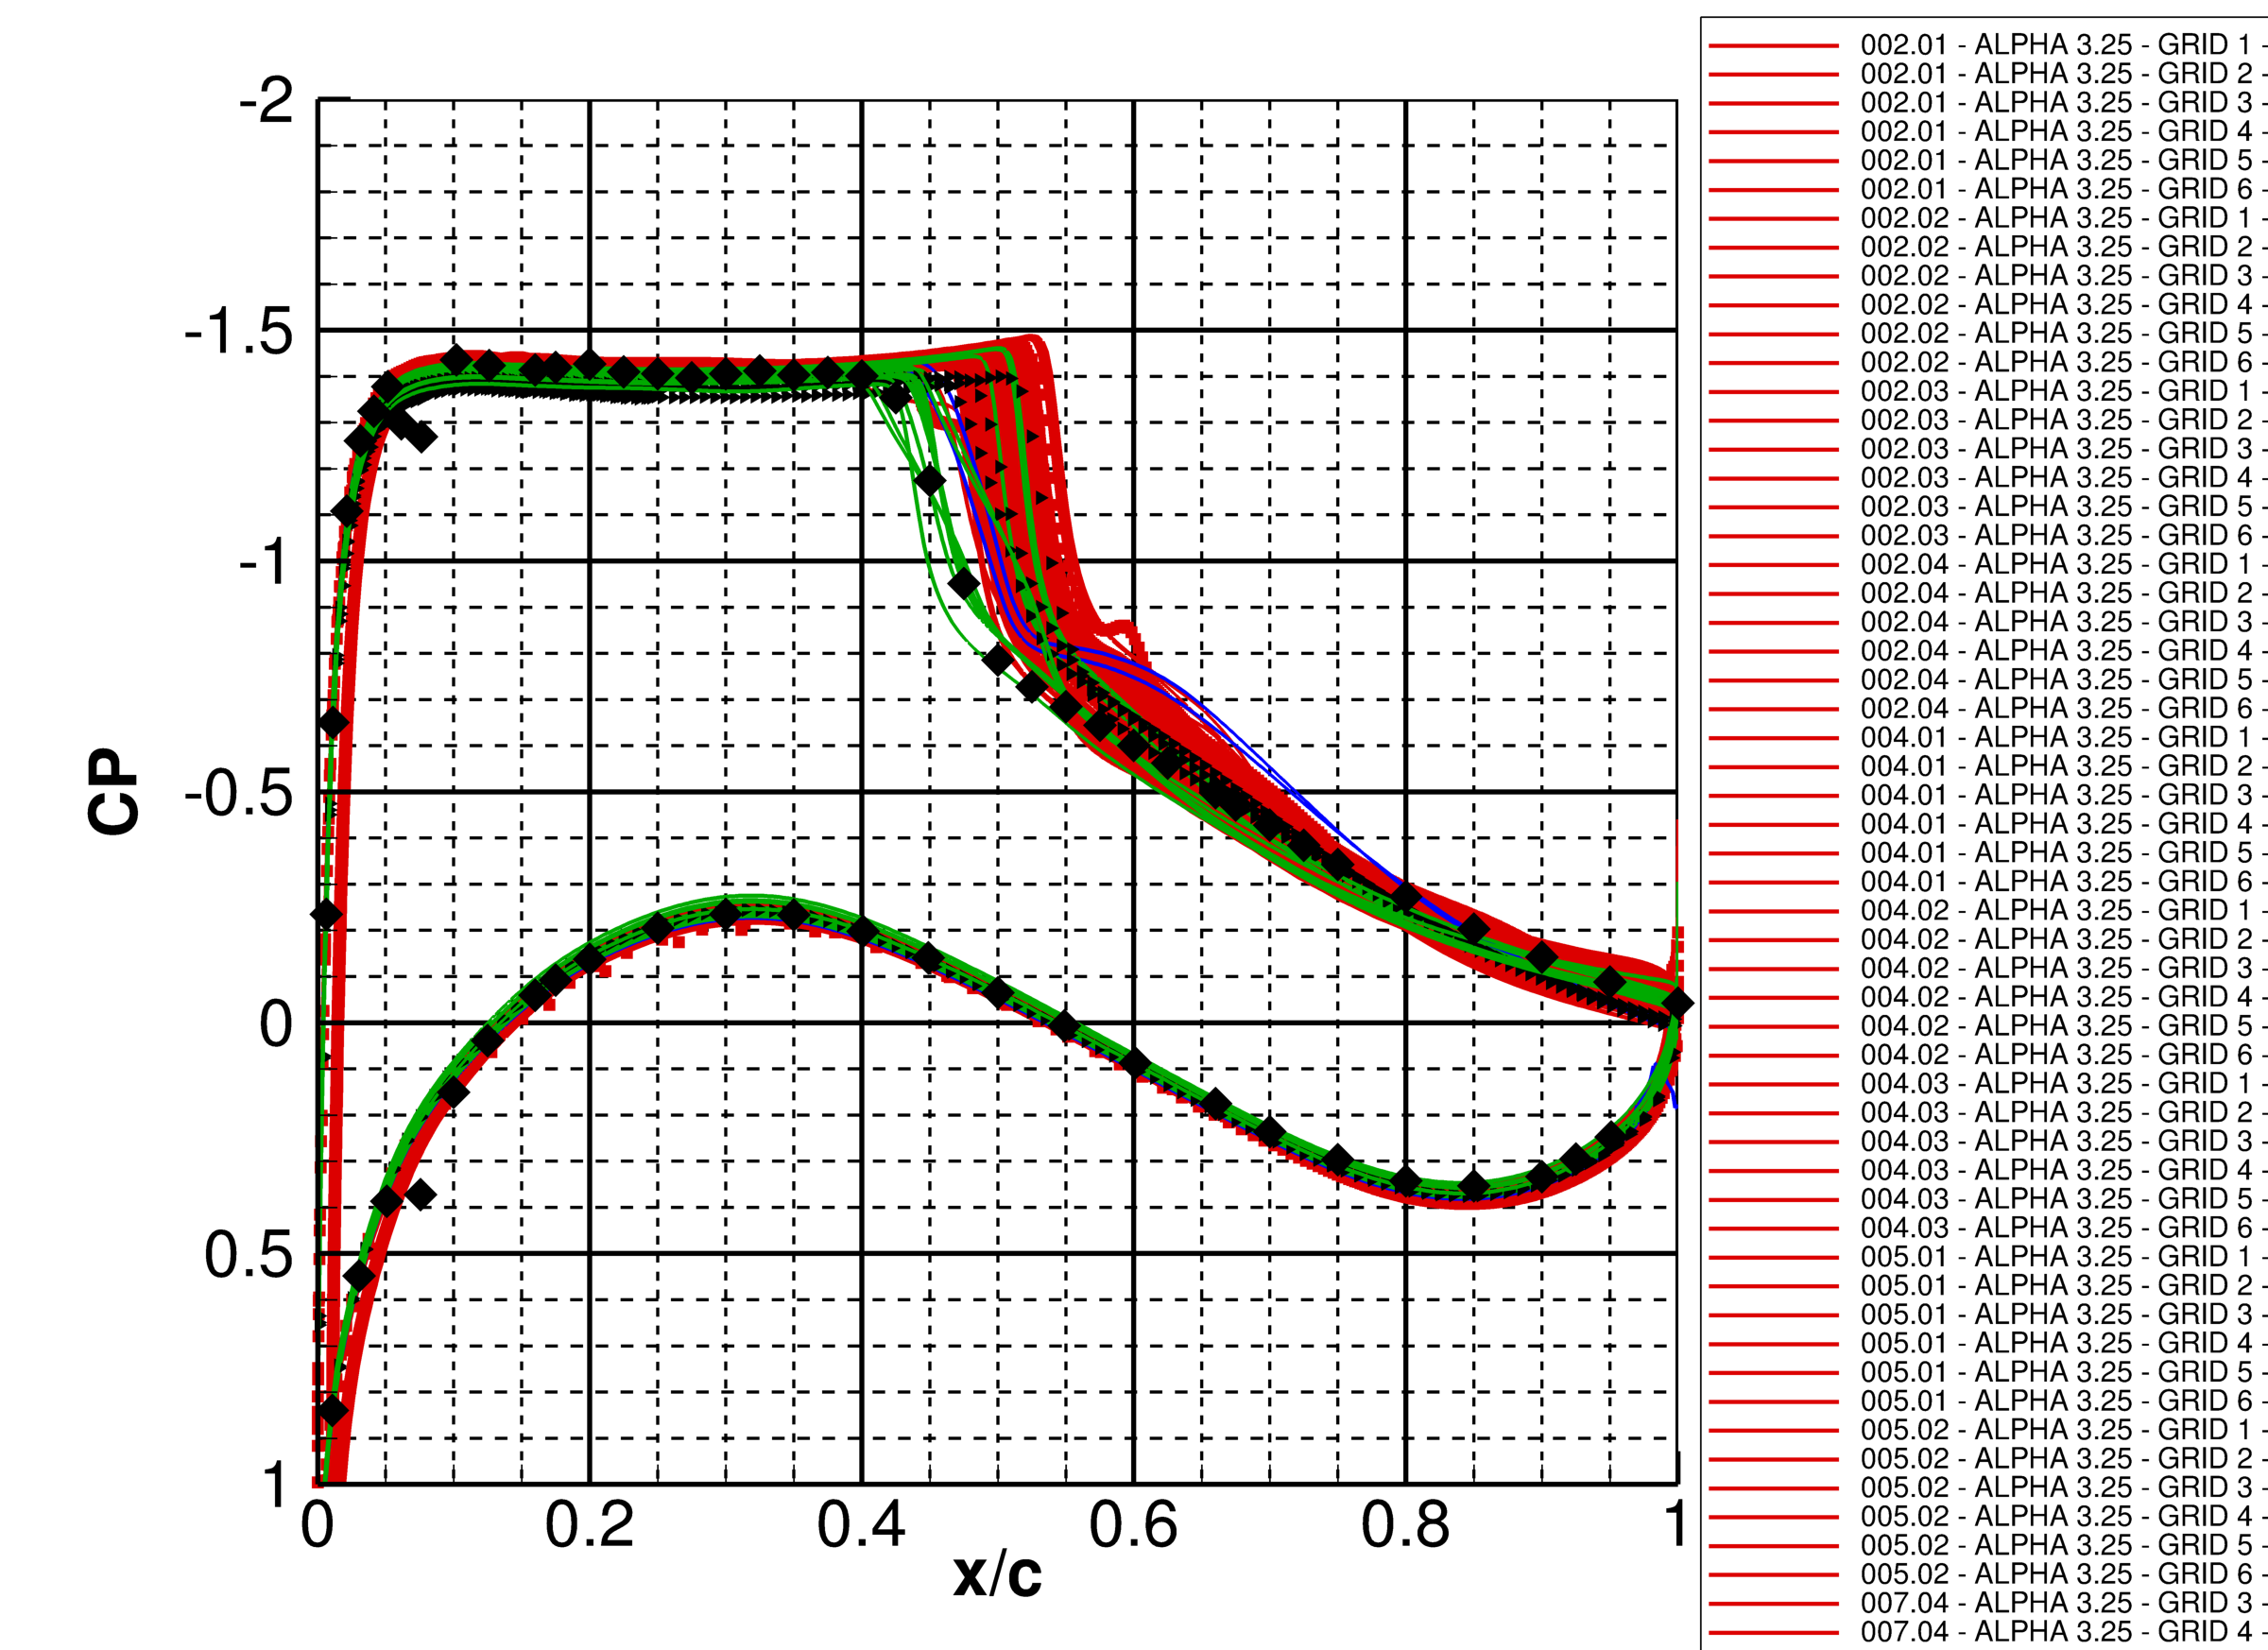 -2
-1.5
-1
-0.5
0
0.5
1
CP
0
0.2
0.4
0.6
0.8
1
x/c
002.01 - ALPHA 3.25 - GRID 1 -
002.01 - ALPHA 3.25 - GRID 2 -
002.01 - ALPHA 3.25 - GRID 3 -
002.01 - ALPHA 3.25 - GRID 4 -
002.01 - ALPHA 3.25 - GRID 5 -
002.01 - ALPHA 3.25 - GRID 6 -
002.02 - ALPHA 3.25 - GRID 1 -
002.02 - ALPHA 3.25 - GRID 2 -
002.02 - ALPHA 3.25 - GRID 3 -
002.02 - ALPHA 3.25 - GRID 4 -
002.02 - ALPHA 3.25 - GRID 5 -
002.02 - ALPHA 3.25 - GRID 6 -
002.03 - ALPHA 3.25 - GRID 1 -
002.03 - ALPHA 3.25 - GRID 2 -
002.03 - ALPHA 3.25 - GRID 3 -
002.03 - ALPHA 3.25 - GRID 4 -
002.03 - ALPHA 3.25 - GRID 5 -
002.03 - ALPHA 3.25 - GRID 6 -
002.04 - ALPHA 3.25 - GRID 1 -
002.04 - ALPHA 3.25 - GRID 2 -
002.04 - ALPHA 3.25 - GRID 3 -
002.04 - ALPHA 3.25 - GRID 4 -
002.04 - ALPHA 3.25 - GRID 5 -
002.04 - ALPHA 3.25 - GRID 6 -
004.01 - ALPHA 3.25 - GRID 1 -
004.01 - ALPHA 3.25 - GRID 2 -
004.01 - ALPHA 3.25 - GRID 3 -
004.01 - ALPHA 3.25 - GRID 4 -
004.01 - ALPHA 3.25 - GRID 5 -
004.01 - ALPHA 3.25 - GRID 6 -
004.02 - ALPHA 3.25 - GRID 1 -
004.02 - ALPHA 3.25 - GRID 2 -
004.02 - ALPHA 3.25 - GRID 3 -
004.02 - ALPHA 3.25 - GRID 4 -
004.02 - ALPHA 3.25 - GRID 5 -
004.02 - ALPHA 3.25 - GRID 6 -
004.03 - ALPHA 3.25 - GRID 1 -
004.03 - ALPHA 3.25 - GRID 2 -
004.03 - ALPHA 3.25 - GRID 3 -
004.03 - ALPHA 3.25 - GRID 4 -
004.03 - ALPHA 3.25 - GRID 5 -
004.03 - ALPHA 3.25 - GRID 6 -
005.01 - ALPHA 3.25 - GRID 1 -
005.01 - ALPHA 3.25 - GRID 2 -
005.01 - ALPHA 3.25 - GRID 3 -
005.01 - ALPHA 3.25 - GRID 4 -
005.01 - ALPHA 3.25 - GRID 5 -
005.01 - ALPHA 3.25 - GRID 6 -
005.02 - ALPHA 3.25 - GRID 1 -
005.02 - ALPHA 3.25 - GRID 2 -
005.02 - ALPHA 3.25 - GRID 3 -
005.02 - ALPHA 3.25 - GRID 4 -
005.02 - ALPHA 3.25 - GRID 5 -
005.02 - ALPHA 3.25 - GRID 6 -
007.04 - ALPHA 3.25 - GRID 3 -
007.04 - ALPHA 3.25 - GRID 4 -